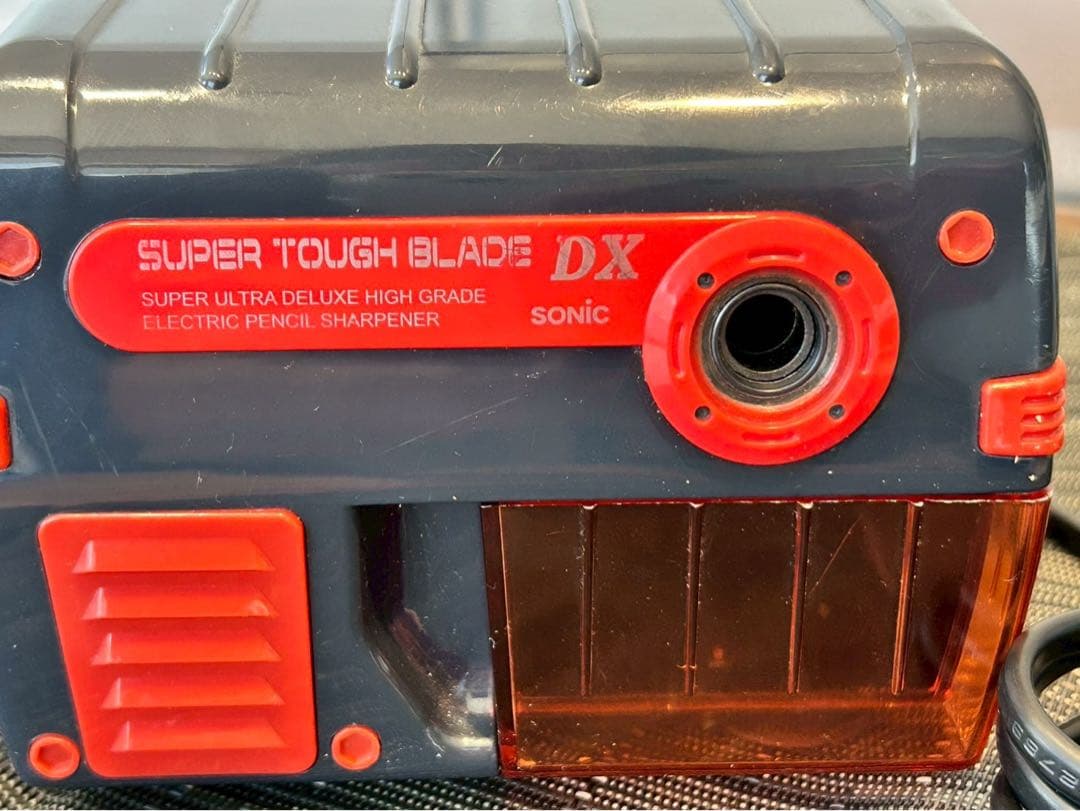 SUPER TOUGH BLADE DX
SUPER ULTRA DELUXE HIGH GRADE
ELECTRIC PENCIL SHARPENER
SONiC